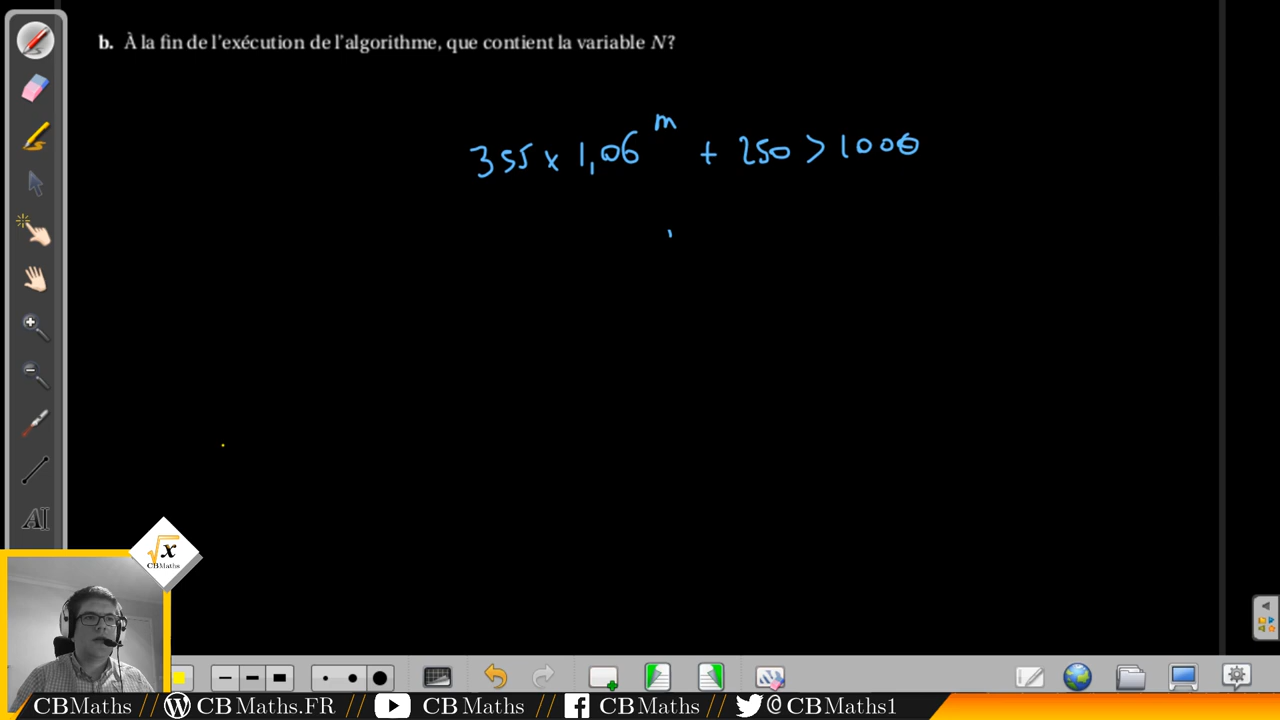 b. À la fin de l'exécution de l'algorithme, que contient la variable N?
355 x 1,06^n + 250 > 1000
AI
√x
CBMaths
CBMaths // CBMaths.FR // CBMaths // CBMaths // @CBMaths1